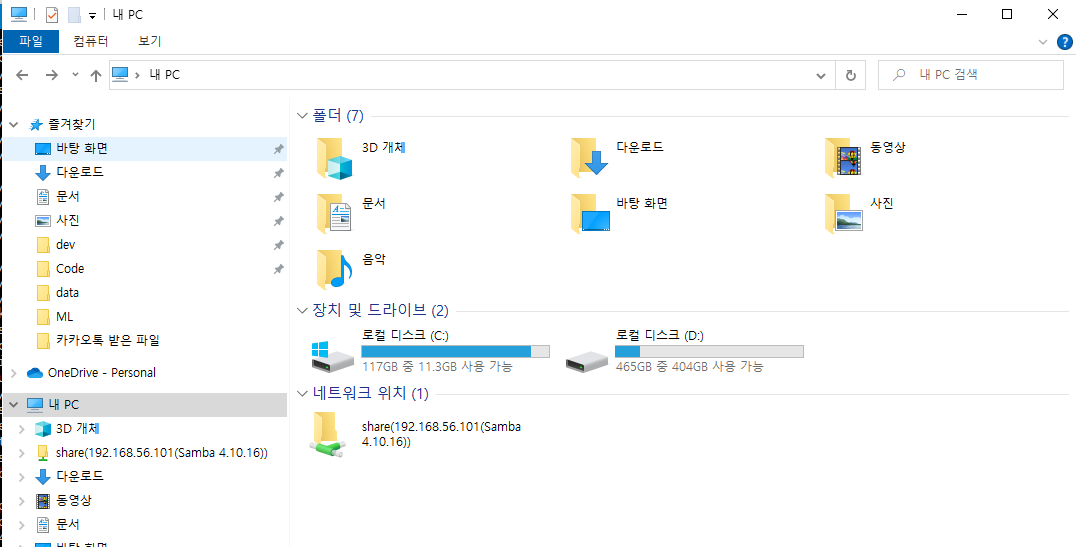 내 PC
파일 컴퓨터 보기
내 PC
내 PC 검색
즐겨찾기
바탕 화면
다운로드
문서
사진
dev
Code
data
ML
카카오톡 받은 파일
OneDrive - Personal
내 PC
3D 개체
share(192.168.56.101(Samba 4.10.16))
다운로드
동영상
문서
바탕 화면
폴더 (7)
3D 개체
다운로드
동영상
문서
바탕 화면
사진
음악
장치 및 드라이브 (2)
로컬 디스크 (C:)
117GB 중 11.3GB 사용 가능
로컬 디스크 (D:)
465GB 중 404GB 사용 가능
네트워크 위치 (1)
share(192.168.56.101(Samba
4.10.16))